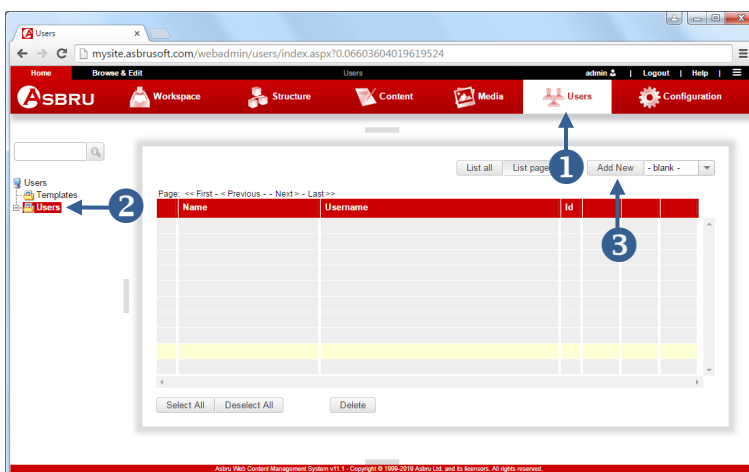 Users
mysite.asbrusoft.com/webadmin/users/index.aspx?0.06603604019619524
Home Browse & Edit Users admin | Logout | Help |
ASBRU Workspace Structure Content Media Users Configuration
1
List all List page Add New - blank -
Users
Templates
Users
2
Page: << First - < Previous - - Next > - Last >>
Name Username Id
3
Select All Deselect All Delete
Asbru Web Content Management System v11.1 - Copyright © 1999-2019 Asbru Ltd. and its licensors. All rights reserved.